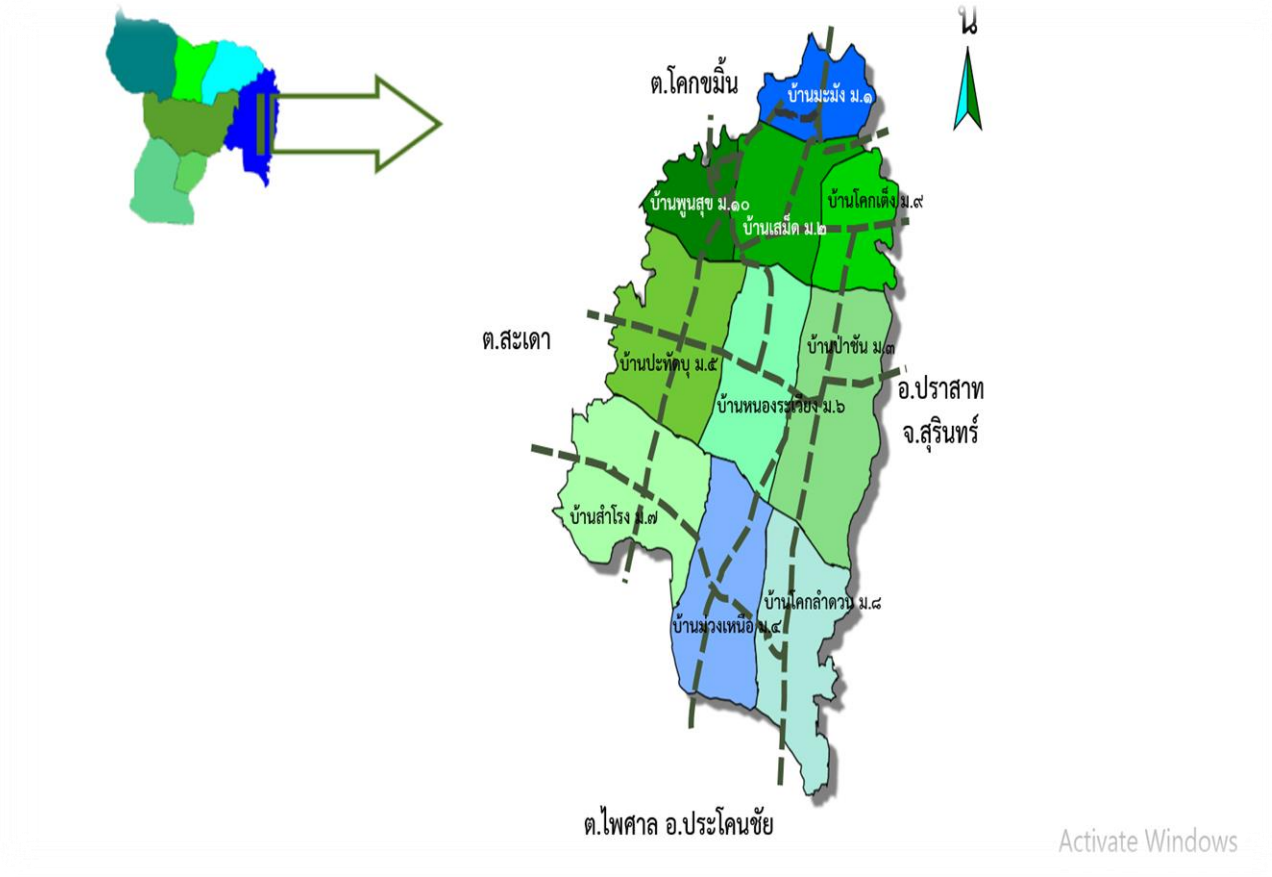 น
ต.โคกขมิ้น
บ้านมะมัง ม.๑
บ้านพูนสุข ม.๑๐
บ้านโคกเต็ง ม.๙
บ้านเสม็ด ม.๒
ต.สะเดา
บ้านป่าชัน ม.๓
บ้านปะทัดบุ ม.๕
อ.ปราสาท
จ.สุรินทร์
บ้านหนองระเวียง ม.๖
บ้านสำโรง ม.๗
บ้านโคกลำดวน ม.๘
บ้านม่วงเหนือ ม.๔
ต.ไพศาล อ.ประโคนชัย
Activate Windows